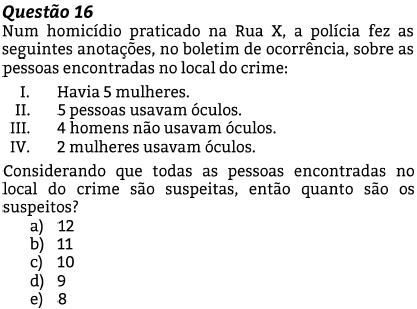 Questão 16
Num homicídio praticado na Rua X, a polícia fez as
seguintes anotações, no boletim de ocorrência, sobre as
pessoas encontradas no local do crime:
I. Havia 5 mulheres.
II. 5 pessoas usavam óculos.
III. 4 homens não usavam óculos.
IV. 2 mulheres usavam óculos.
Considerando que todas as pessoas encontradas no
local do crime são suspeitas, então quanto são os
suspeitos?
a) 12
b) 11
c) 10
d) 9
e) 8